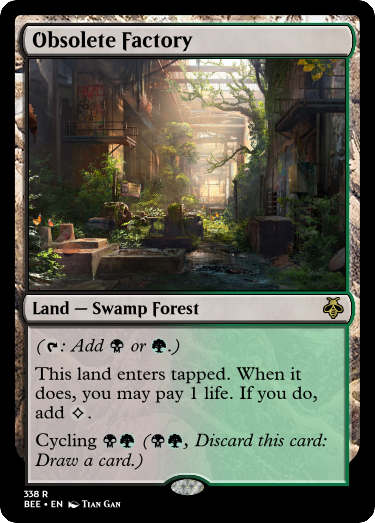 Obsolete Factory
Land — Swamp Forest
(: Add or .)
This land enters tapped. When it
does, you may pay 1 life. If you do,
add .
Cycling (, Discard this card:
Draw a card.)
338 R
BEE • EN Tian Gan